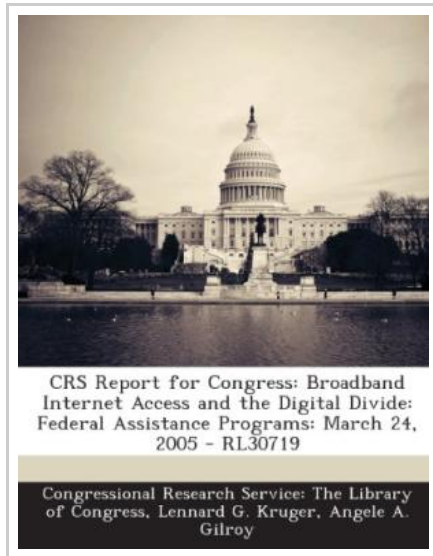 CRS Report for Congress: Broadband
Internet Access and the Digital Divide:
Federal Assistance Programs: March 24,
2005 - RL30719
Congressional Research Service: The Library
of Congress, Lennard G. Kruger, Angele A.
Gilroy